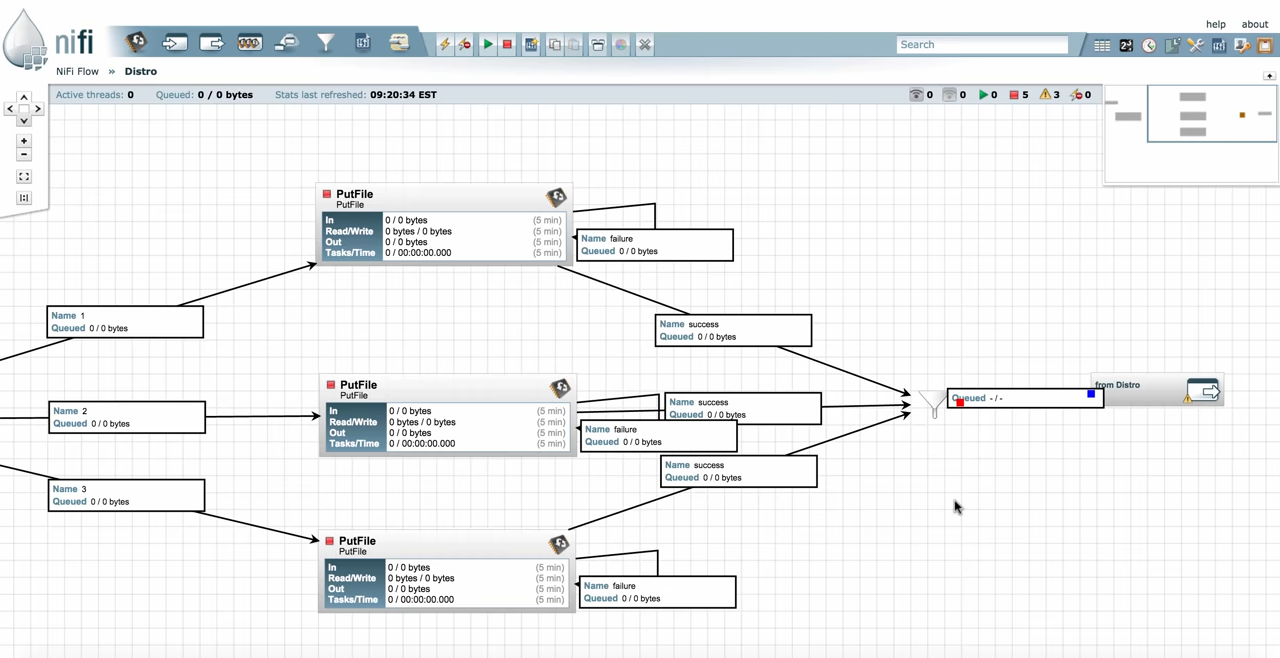 help about
nifi
Search
NiFi Flow » Distro
Active threads: 0 Queued: 0 / 0 bytes Stats last refreshed: 09:20:34 EST
0 0 0 5 3 0
PutFile
PutFile
In 0 / 0 bytes (5 min)
Read/Write 0 bytes / 0 bytes (5 min)
Out 0 / 0 bytes (5 min)
Tasks/Time 0 / 00:00:00.000 (5 min)
Name failure
Queued 0 / 0 bytes
Name 1
Queued 0 / 0 bytes
Name success
Queued 0 / 0 bytes
PutFile
PutFile
In 0 / 0 bytes (5 min)
Read/Write 0 bytes / 0 bytes (5 min)
Out 0 / 0 bytes (5 min)
Tasks/Time 0 / 00:00:00.000 (5 min)
Name 2
Queued 0 / 0 bytes
Name success
Queued 0 / 0 bytes
Name failure
Queued 0 / 0 bytes
from Distro
Queued - / -
Name success
Queued 0 / 0 bytes
Name 3
Queued 0 / 0 bytes
PutFile
PutFile
In 0 / 0 bytes (5 min)
Read/Write 0 bytes / 0 bytes (5 min)
Out 0 / 0 bytes (5 min)
Tasks/Time 0 / 00:00:00.000 (5 min)
Name failure
Queued 0 / 0 bytes